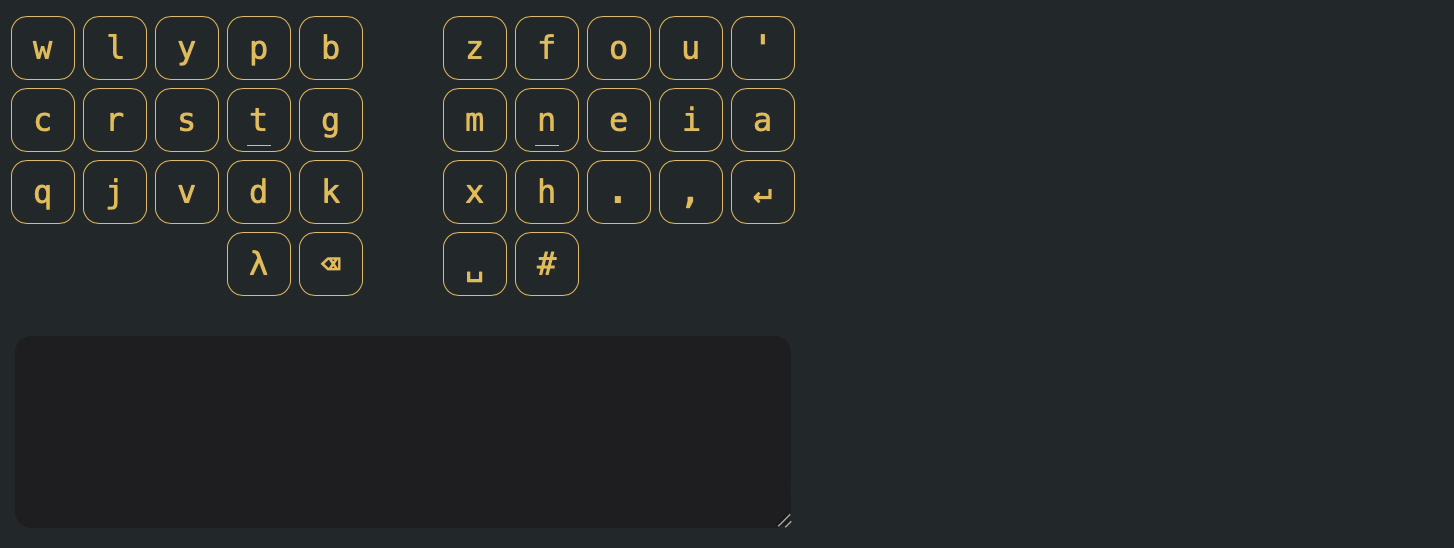 w l y p b z f o u '
c r s t g m n e i a
q j v d k x h . , ↵
λ ⌫ ␣ #